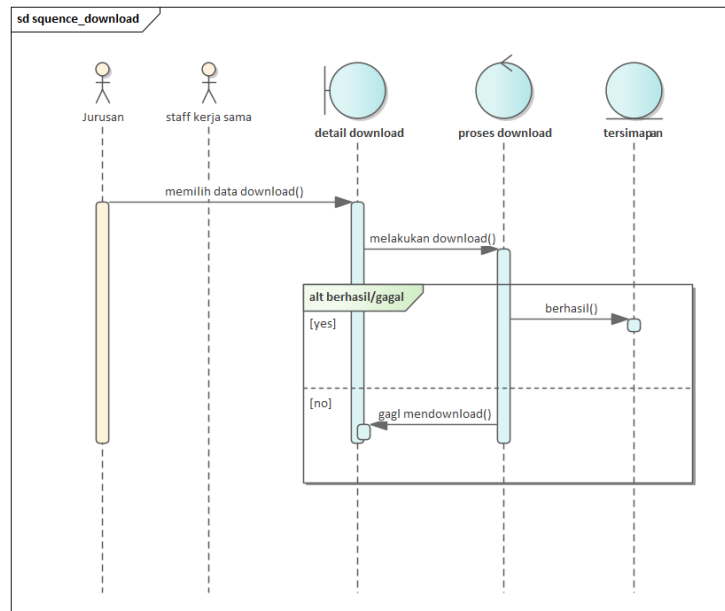 sd squence_download
Jurusan
staff kerja sama
detail download
proses download
tersimapan
memilih data download()
melakukan download()
alt berhasil/gagal
berhasil()
[yes]
[no]
gagl mendownload()